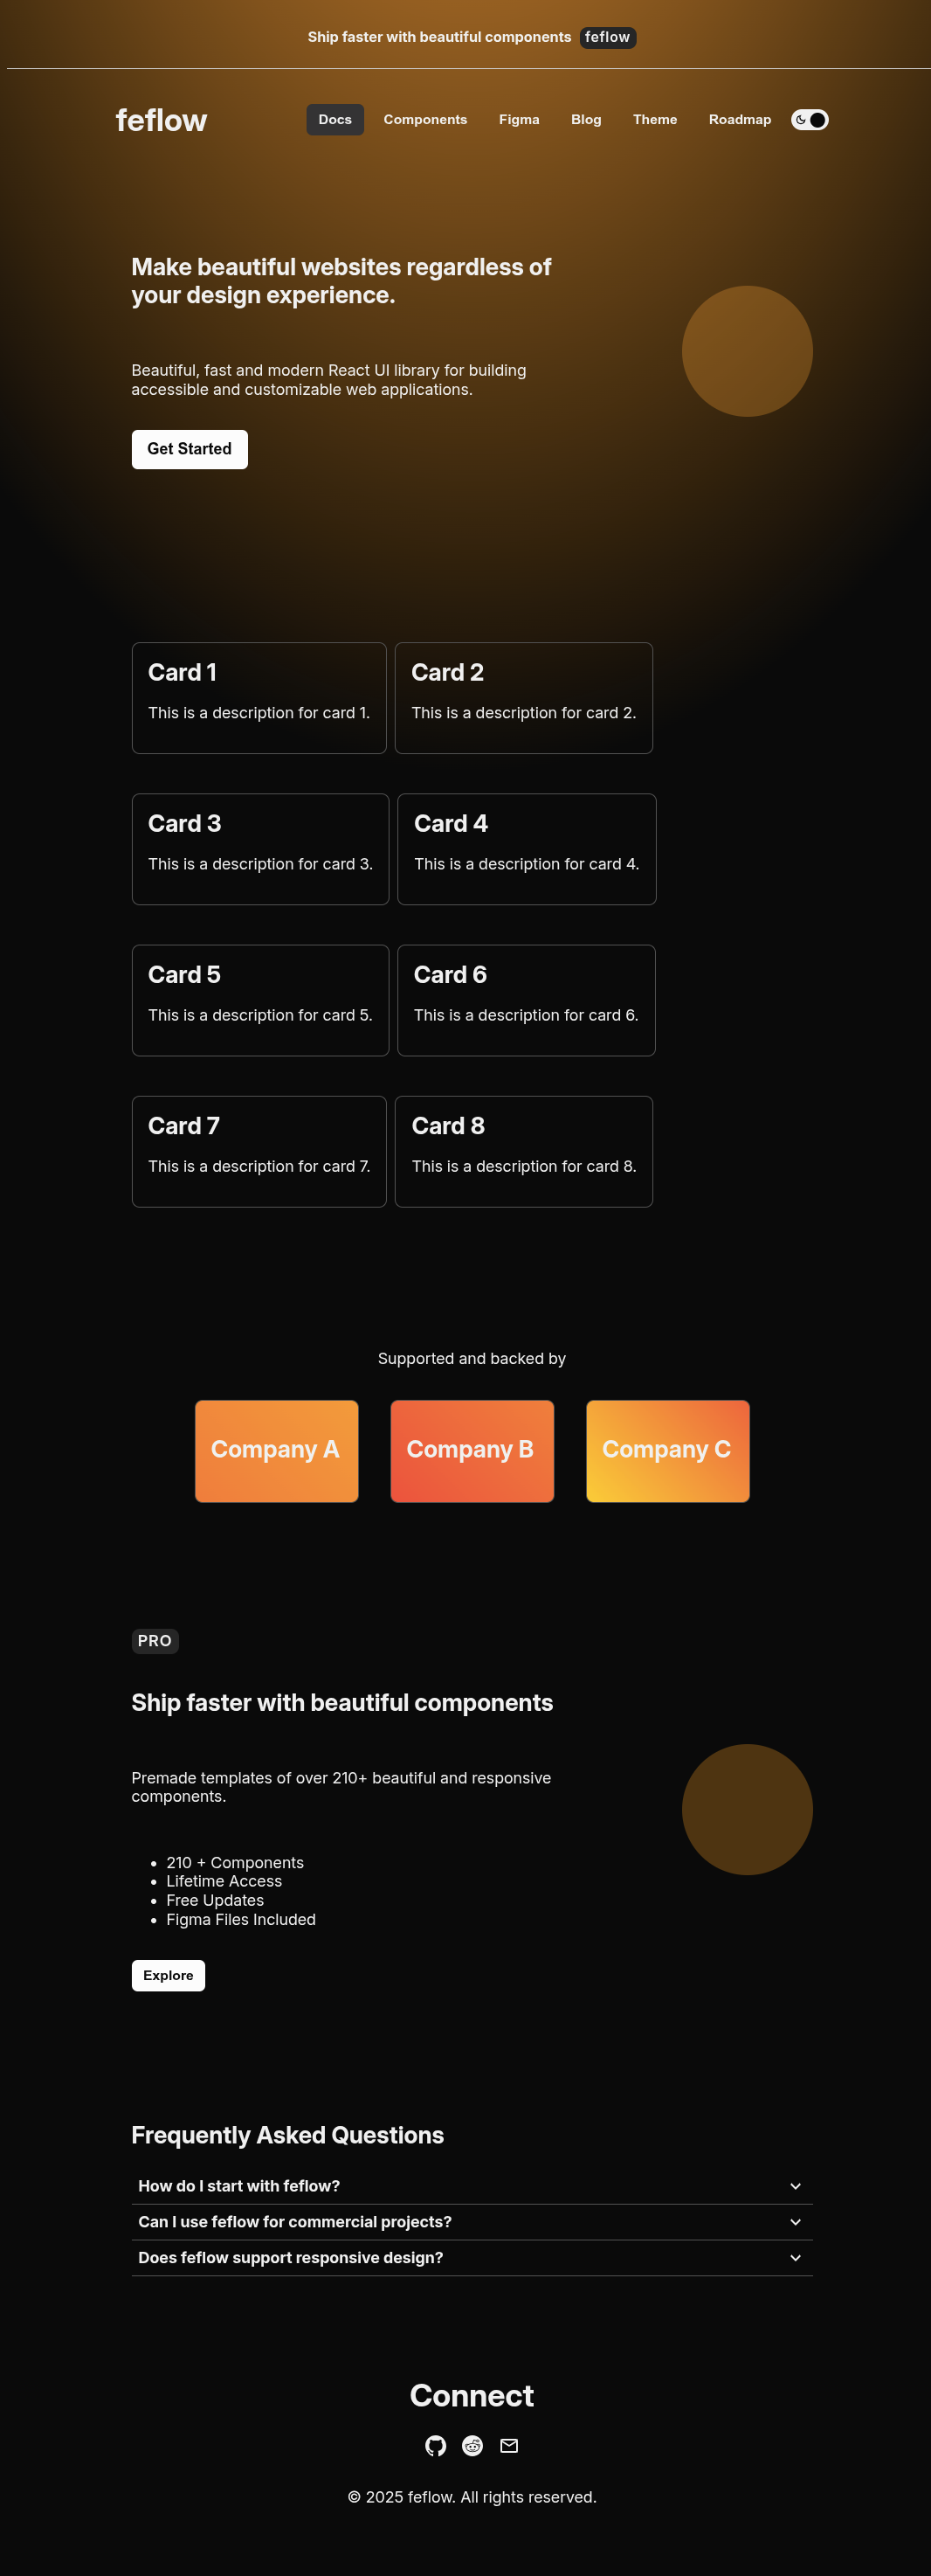 Ship faster with beautiful components feflow
feflow
Docs Components Figma Blog Theme Roadmap
Make beautiful websites regardless of
your design experience.
Beautiful, fast and modern React UI library for building
accessible and customizable web applications.
Get Started
Card 1
This is a description for card 1.
Card 2
This is a description for card 2.
Card 3
This is a description for card 3.
Card 4
This is a description for card 4.
Card 5
This is a description for card 5.
Card 6
This is a description for card 6.
Card 7
This is a description for card 7.
Card 8
This is a description for card 8.
Supported and backed by
Company A
Company B
Company C
PRO
Ship faster with beautiful components
Premade templates of over 210+ beautiful and responsive
components.
• 210 + Components
• Lifetime Access
• Free Updates
• Figma Files Included
Explore
Frequently Asked Questions
How do I start with feflow?
Can I use feflow for commercial projects?
Does feflow support responsive design?
Connect
© 2025 feflow. All rights reserved.